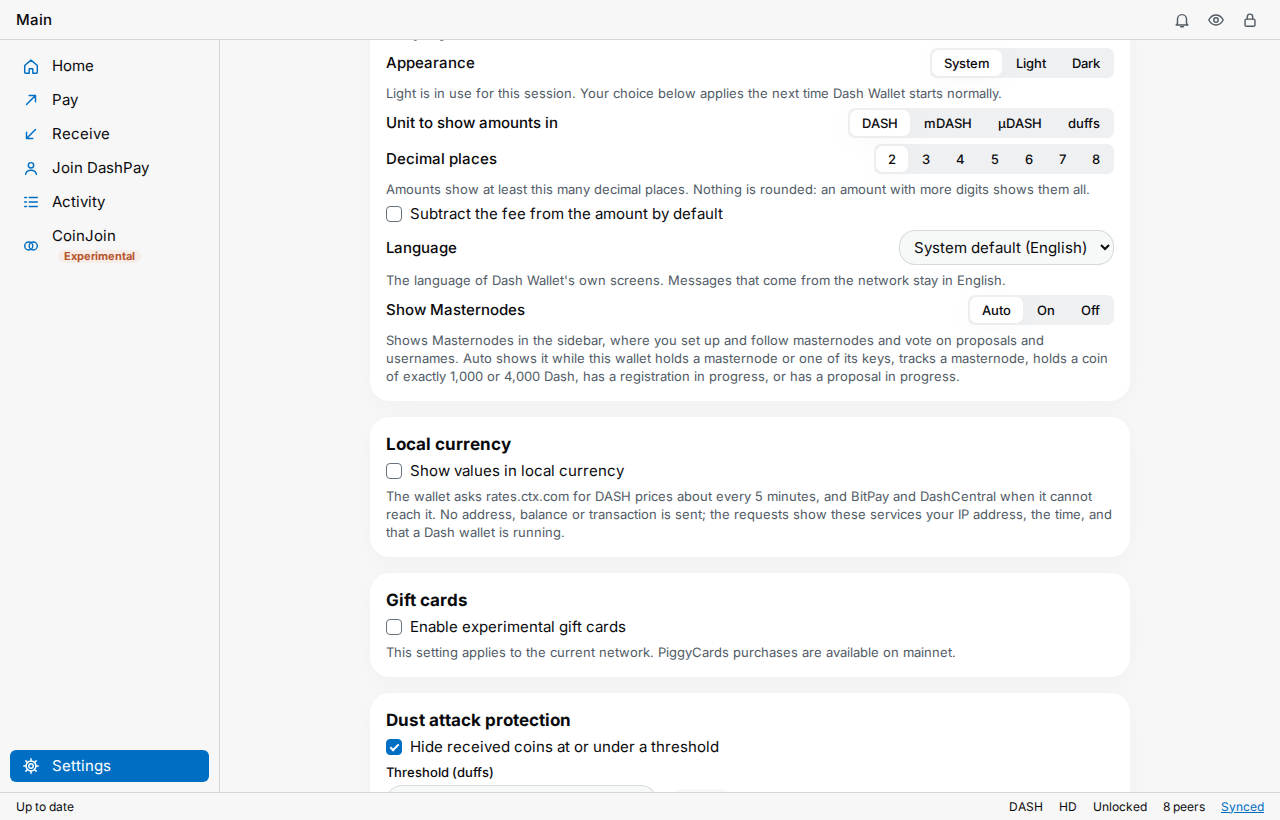 Main
Home
Pay
Receive
Join DashPay
Activity
CoinJoin
Experimental
Settings
Appearance
System Light Dark
Light is in use for this session. Your choice below applies the next time Dash Wallet starts normally.
Unit to show amounts in
DASH mDASH µDASH duffs
Decimal places
2 3 4 5 6 7 8
Amounts show at least this many decimal places. Nothing is rounded: an amount with more digits shows them all.
Subtract the fee from the amount by default
Language
System default (English)
The language of Dash Wallet's own screens. Messages that come from the network stay in English.
Show Masternodes
Auto On Off
Shows Masternodes in the sidebar, where you set up and follow masternodes and vote on proposals and
usernames. Auto shows it while this wallet holds a masternode or one of its keys, tracks a masternode, holds a coin
of exactly 1,000 or 4,000 Dash, has a registration in progress, or has a proposal in progress.
Local currency
Show values in local currency
The wallet asks rates.ctx.com for DASH prices about every 5 minutes, and BitPay and DashCentral when it cannot
reach it. No address, balance or transaction is sent; the requests show these services your IP address, the time, and
that a Dash wallet is running.
Gift cards
Enable experimental gift cards
This setting applies to the current network. PiggyCards purchases are available on mainnet.
Dust attack protection
Hide received coins at or under a threshold
Threshold (duffs)
Up to date
DASH HD Unlocked 8 peers Synced